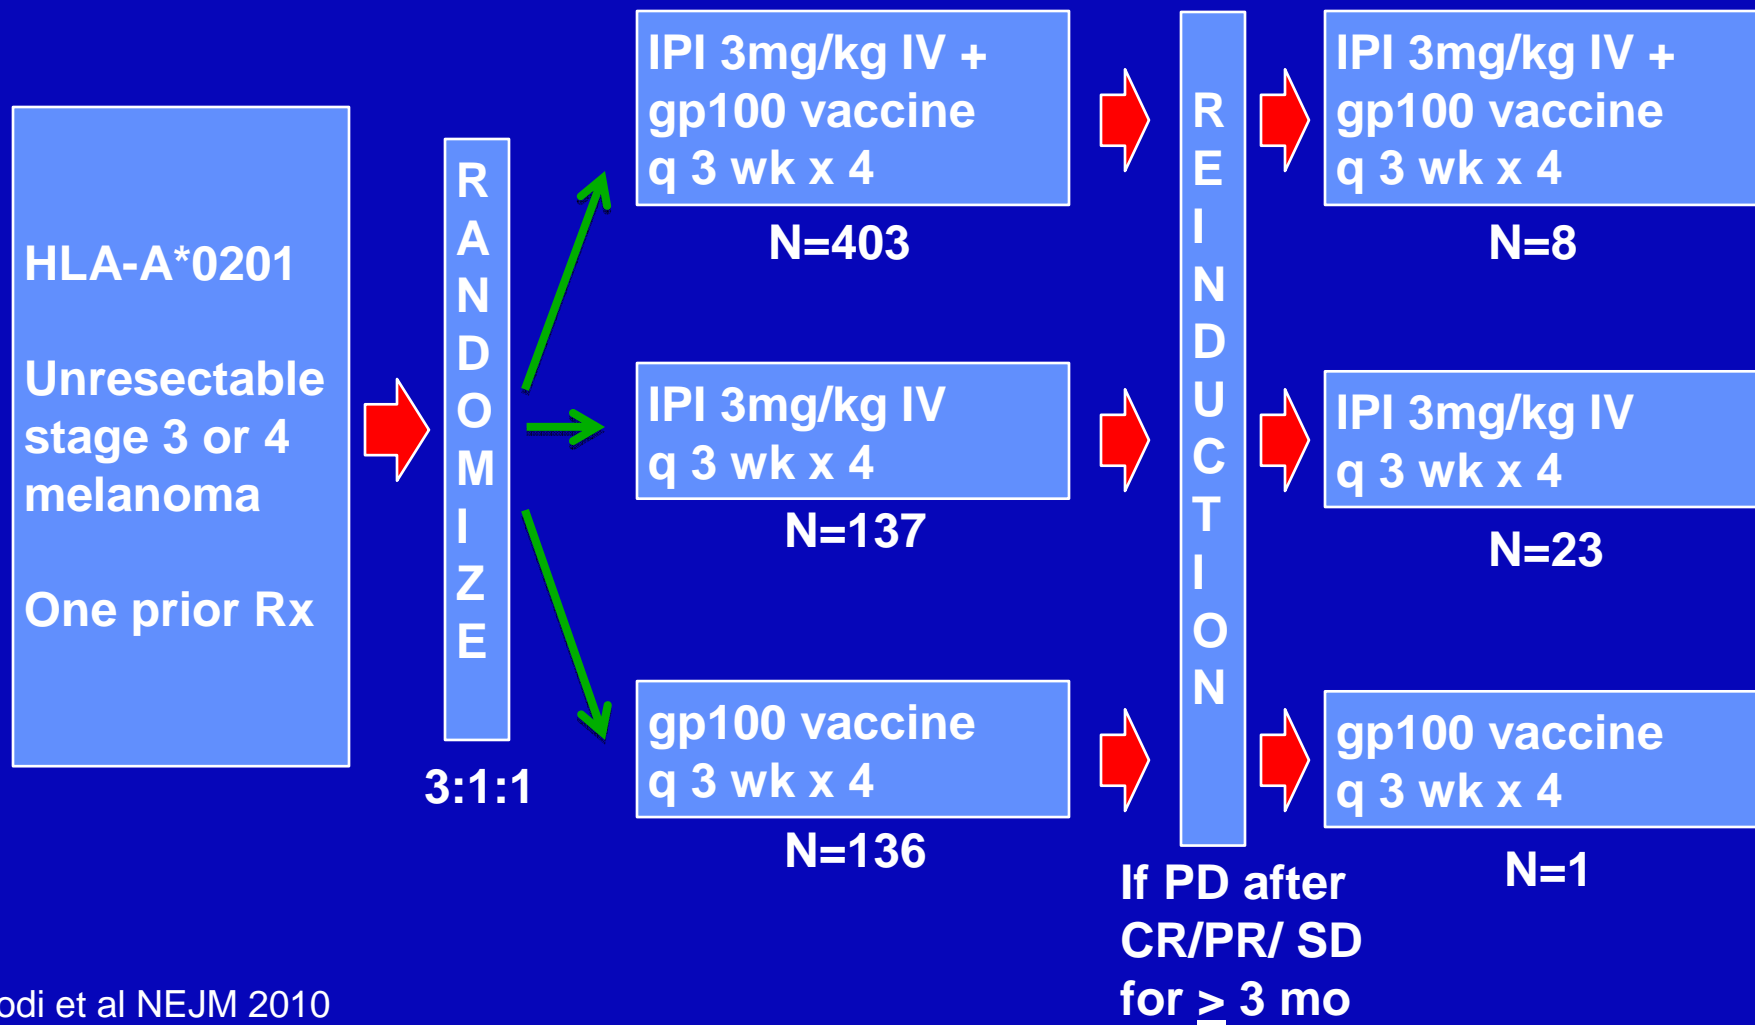 HLA-A*0201
Unresectable
stage 3 or 4
melanoma
One prior Rx
RANDOMIZE
3:1:1
IPI 3mg/kg IV +
gp100 vaccine
q 3 wk x 4
N=403
IPI 3mg/kg IV
q 3 wk x 4
N=137
gp100 vaccine
q 3 wk x 4
N=136
REINDUCTION
If PD after
CR/PR/ SD
for ≥ 3 mo
IPI 3mg/kg IV +
gp100 vaccine
q 3 wk x 4
N=8
IPI 3mg/kg IV
q 3 wk x 4
N=23
gp100 vaccine
q 3 wk x 4
N=1
odi et al NEJM 2010